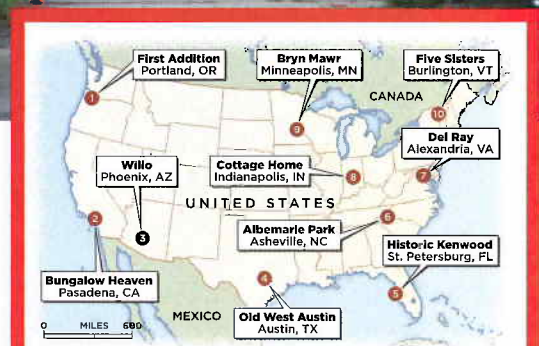 First Addition
Portland, OR
Bryn Mawr
Minneapolis, MN
Five Sisters
Burlington, VT
CANADA
1
10
9
Del Ray
Alexandria, VA
Willo
Phoenix, AZ
Cottage Home
Indianapolis, IN
8
7
UNITED STATES
2
3
6
Albemarle Park
Asheville, NC
Historic Kenwood
St. Petersburg, FL
Bungalow Heaven
Pasadena, CA
4
5
Old West Austin
Austin, TX
MEXICO
0 MILES 600